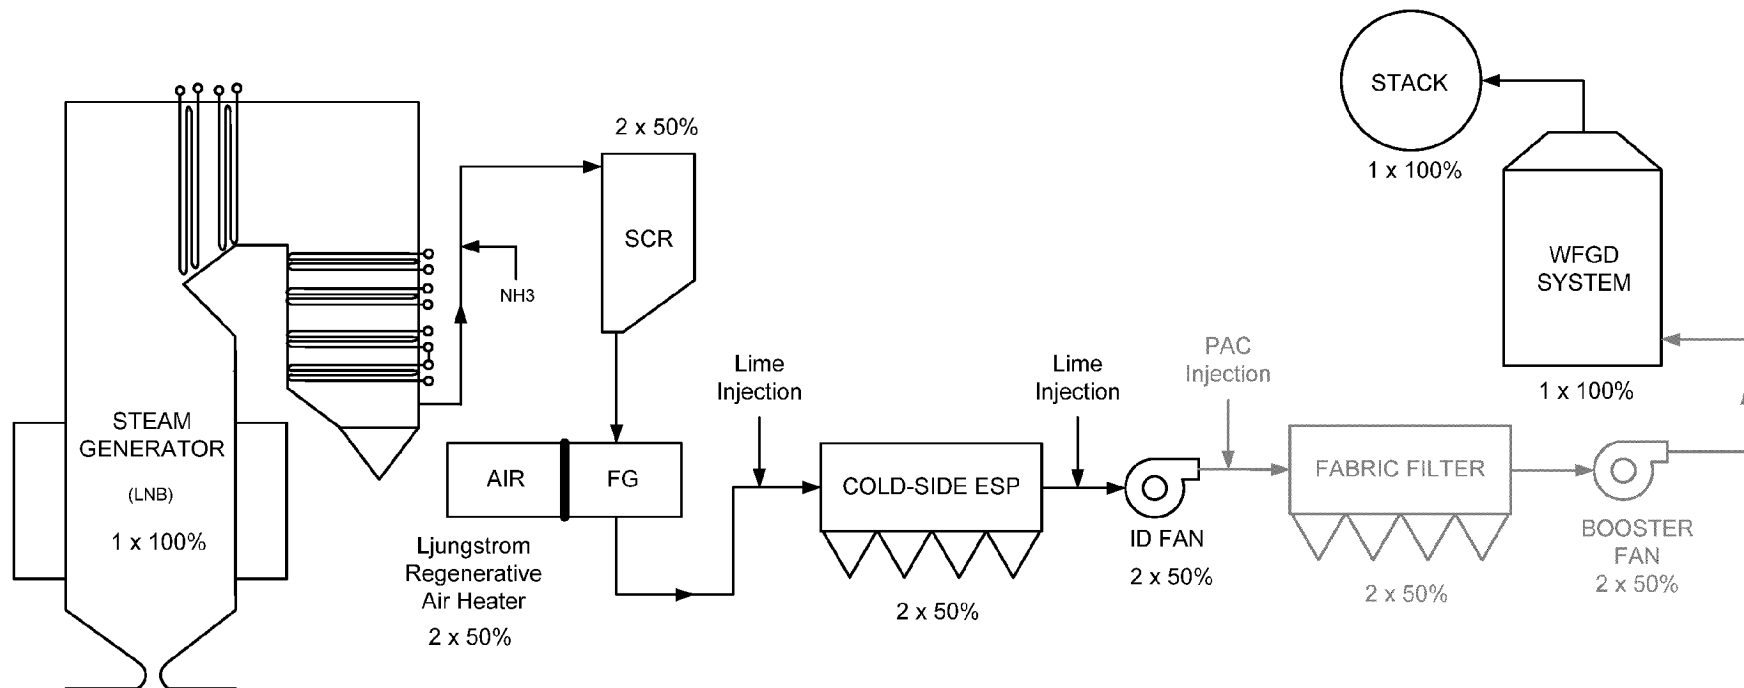 STEAM
GENERATOR
(LNB)
1 x 100%
2 x 50%
SCR
NH3
AIR
FG
Ljungstrom
Regenerative
Air Heater
2 x 50%
Lime
Injection
COLD-SIDE ESP
2 x 50%
Lime
Injection
ID FAN
2 x 50%
PAC
Injection
FABRIC FILTER
2 x 50%
BOOSTER
FAN
2 x 50%
WFGD
SYSTEM
1 x 100%
STACK
1 x 100%